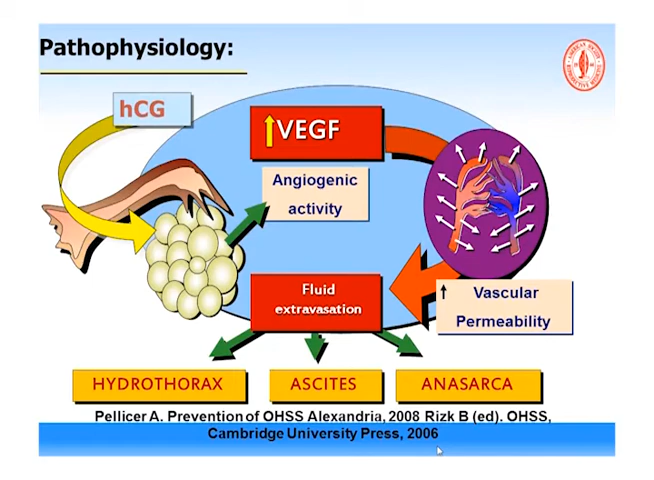 Pathophysiology:
hCG
↑VEGF
Angiogenic
activity
Fluid
extravasation
↑ Vascular
Permeability
HYDROTHORAX
ASCITES
ANASARCA
Pellicer A. Prevention of OHSS Alexandria, 2008 Rizk B (ed). OHSS,
Cambridge University Press, 2006